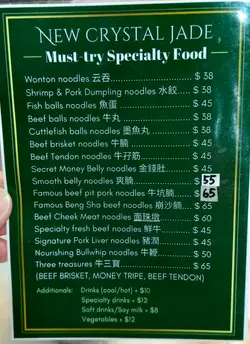 NEW CRYSTAL JADE
MUST-TRY SPECIALTY FOOD
Wonton noodles 云吞 $ 38
Shrimp & Pork Dumpling noodles 水餃 $ 38
Fish balls noodles 魚蛋 $ 45
Beef balls noodles 牛丸 $ 38
Cuttlefish balls noodles 墨魚丸 $ 38
Beef brisket noodles 牛腩 $ 45
Beef Tendon noodles 牛孖筋 $ 45
Secret Money Belly noodles 金錢肚 $ 45
Smooth belly noodles 爽腩 $ 55
Famous beef pit pork noodles 牛坑腩 $ 65
Famous Beng Sha beef noodles 崩沙腩 $ 65
Beef Cheek Meat noodles 面珠墩 $ 60
Specialty fresh beef noodles 鮮牛 $ 45
Signature Pork Liver noodles 豬潤 $ 45
Nourishing Bullwhip noodles 牛鞭 $ 50
Three treasures 牛三寶 $ 65
(BEEF BRISKET, MONEY TRIPE, BEEF TENDON)
Additionals: Drinks (cool/hot) + $10
Specialty drinks + $12
Soft drinks/Soy milk + $8
Vegetables + $12